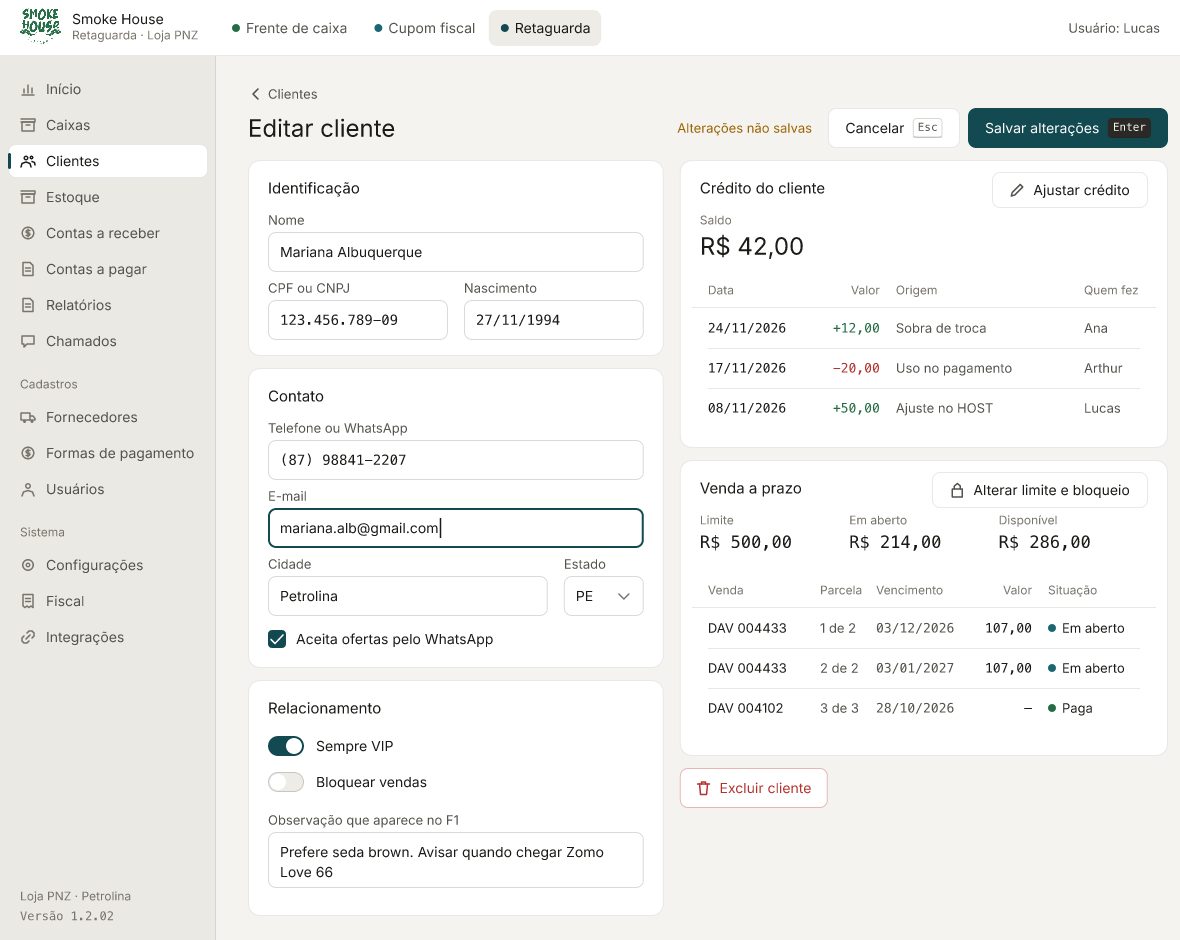 SMOKE HOUSE
Smoke House
Retaguarda · Loja PNZ
Frente de caixa
Cupom fiscal
Retaguarda
Usuário: Lucas
Início
Caixas
Clientes
Estoque
Contas a receber
Contas a pagar
Relatórios
Chamados
Cadastros
Fornecedores
Formas de pagamento
Usuários
Sistema
Configurações
Fiscal
Integrações
Loja PNZ · Petrolina
Versão 1.2.02
Clientes
Editar cliente
Alterações não salvas
Cancelar Esc
Salvar alterações Enter
Identificação
Nome
Mariana Albuquerque
CPF ou CNPJ Nascimento
123.456.789–09 27/11/1994
Contato
Telefone ou WhatsApp
(87) 98841–2207
E-mail
mariana.alb@gmail.com
Cidade Estado
Petrolina PE
Aceita ofertas pelo WhatsApp
Relacionamento
Sempre VIP
Bloquear vendas
Observação que aparece no F1
Prefere seda brown. Avisar quando chegar Zomo
Love 66
Crédito do cliente
Ajustar crédito
Saldo
R$ 42,00
Data Valor Origem Quem fez
24/11/2026 +12,00 Sobra de troca Ana
17/11/2026 −20,00 Uso no pagamento Arthur
08/11/2026 +50,00 Ajuste no HOST Lucas
Venda a prazo
Alterar limite e bloqueio
Limite Em aberto Disponível
R$ 500,00 R$ 214,00 R$ 286,00
Venda Parcela Vencimento Valor Situação
DAV 004433 1 de 2 03/12/2026 107,00 Em aberto
DAV 004433 2 de 2 03/01/2027 107,00 Em aberto
DAV 004102 3 de 3 28/10/2026 — Paga
Excluir cliente